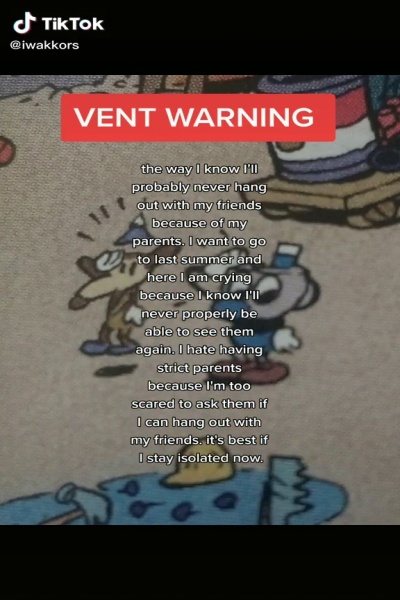 TikTok
@iwakkors
VENT WARNING
the way I know I'll
probably never hang
out with my friends
because of my
parents. I want to go
to last summer and
here I am crying
because I know I'll
never properly be
able to see them
again. I hate having
strict parents
because I'm too
scared to ask them if
I can hang out with
my friends. it's best if
I stay isolated now.